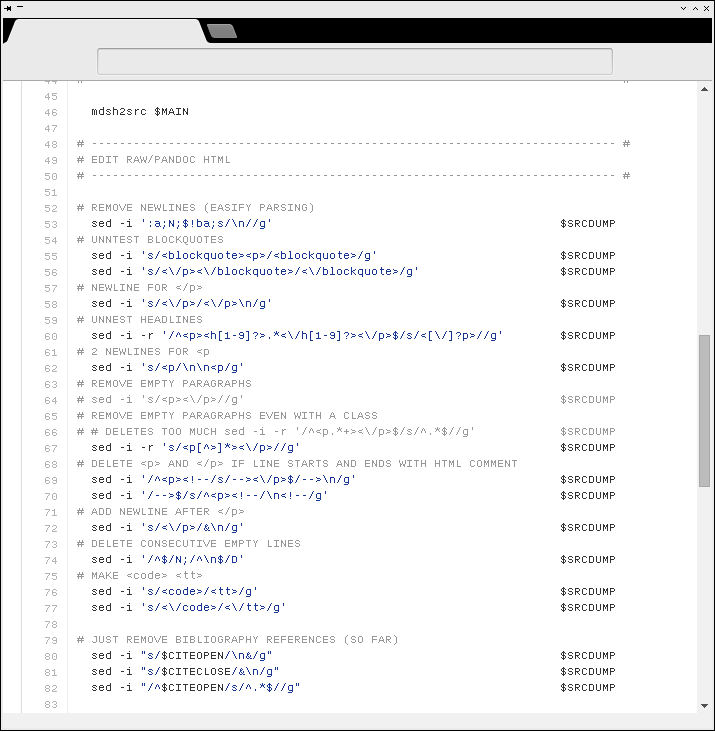 44 # #
45
46 mdsh2src $MAIN
47
48 # --------------------------------------------------------------------------- #
49 # EDIT RAW/PANDOC HTML
50 # --------------------------------------------------------------------------- #
51
52 # REMOVE NEWLINES (EASIFY PARSING)
53 sed -i ':a;N;$!ba;s/\n//g' $SRCDUMP
54 # UNNTEST BLOCKQUOTES
55 sed -i 's/<blockquote><p>/<blockquote>/g' $SRCDUMP
56 sed -i 's/<\/p><\/blockquote>/<\/blockquote>/g' $SRCDUMP
57 # NEWLINE FOR </p>
58 sed -i 's/<\/p>/<\/p>\n/g' $SRCDUMP
59 # UNNEST HEADLINES
60 sed -i -r '/^<p><h[1-9]?>.*<\/h[1-9]?><\/p>$/s/<[\/]?p>//g' $SRCDUMP
61 # 2 NEWLINES FOR <p
62 sed -i 's/<p/\n\n<p/g' $SRCDUMP
63 # REMOVE EMPTY PARAGRAPHS
64 # sed -i 's/<p><\/p>//g' $SRCDUMP
65 # REMOVE EMPTY PARAGRAPHS EVEN WITH A CLASS
66 # # DELETES TOO MUCH sed -i -r '/^<p.*+><\/p>$/s/^.*$//g' $SRCDUMP
67 sed -i -r 's/<p[^>]*><\/p>//g' $SRCDUMP
68 # DELETE <p> AND </p> IF LINE STARTS AND ENDS WITH HTML COMMENT
69 sed -i '/^<p><!--/s/--><\/p>$/-->\n/g' $SRCDUMP
70 sed -i '/-->$/s/^<p><!--/\n<!--/g' $SRCDUMP
71 # ADD NEWLINE AFTER </p>
72 sed -i 's/<\/p>/&\n/g' $SRCDUMP
73 # DELETE CONSECUTIVE EMPTY LINES
74 sed -i '/^$/N;/^\n$/D' $SRCDUMP
75 # MAKE <code> <tt>
76 sed -i 's/<code>/<tt>/g' $SRCDUMP
77 sed -i 's/<\/code>/<\/tt>/g' $SRCDUMP
78
79 # JUST REMOVE BIBLIOGRAPHY REFERENCES (SO FAR)
80 sed -i "s/$CITEOPEN/\n&/g" $SRCDUMP
81 sed -i "s/$CITECLOSE/&\n/g" $SRCDUMP
82 sed -i "/^$CITEOPEN/s/^.*$//g" $SRCDUMP
83